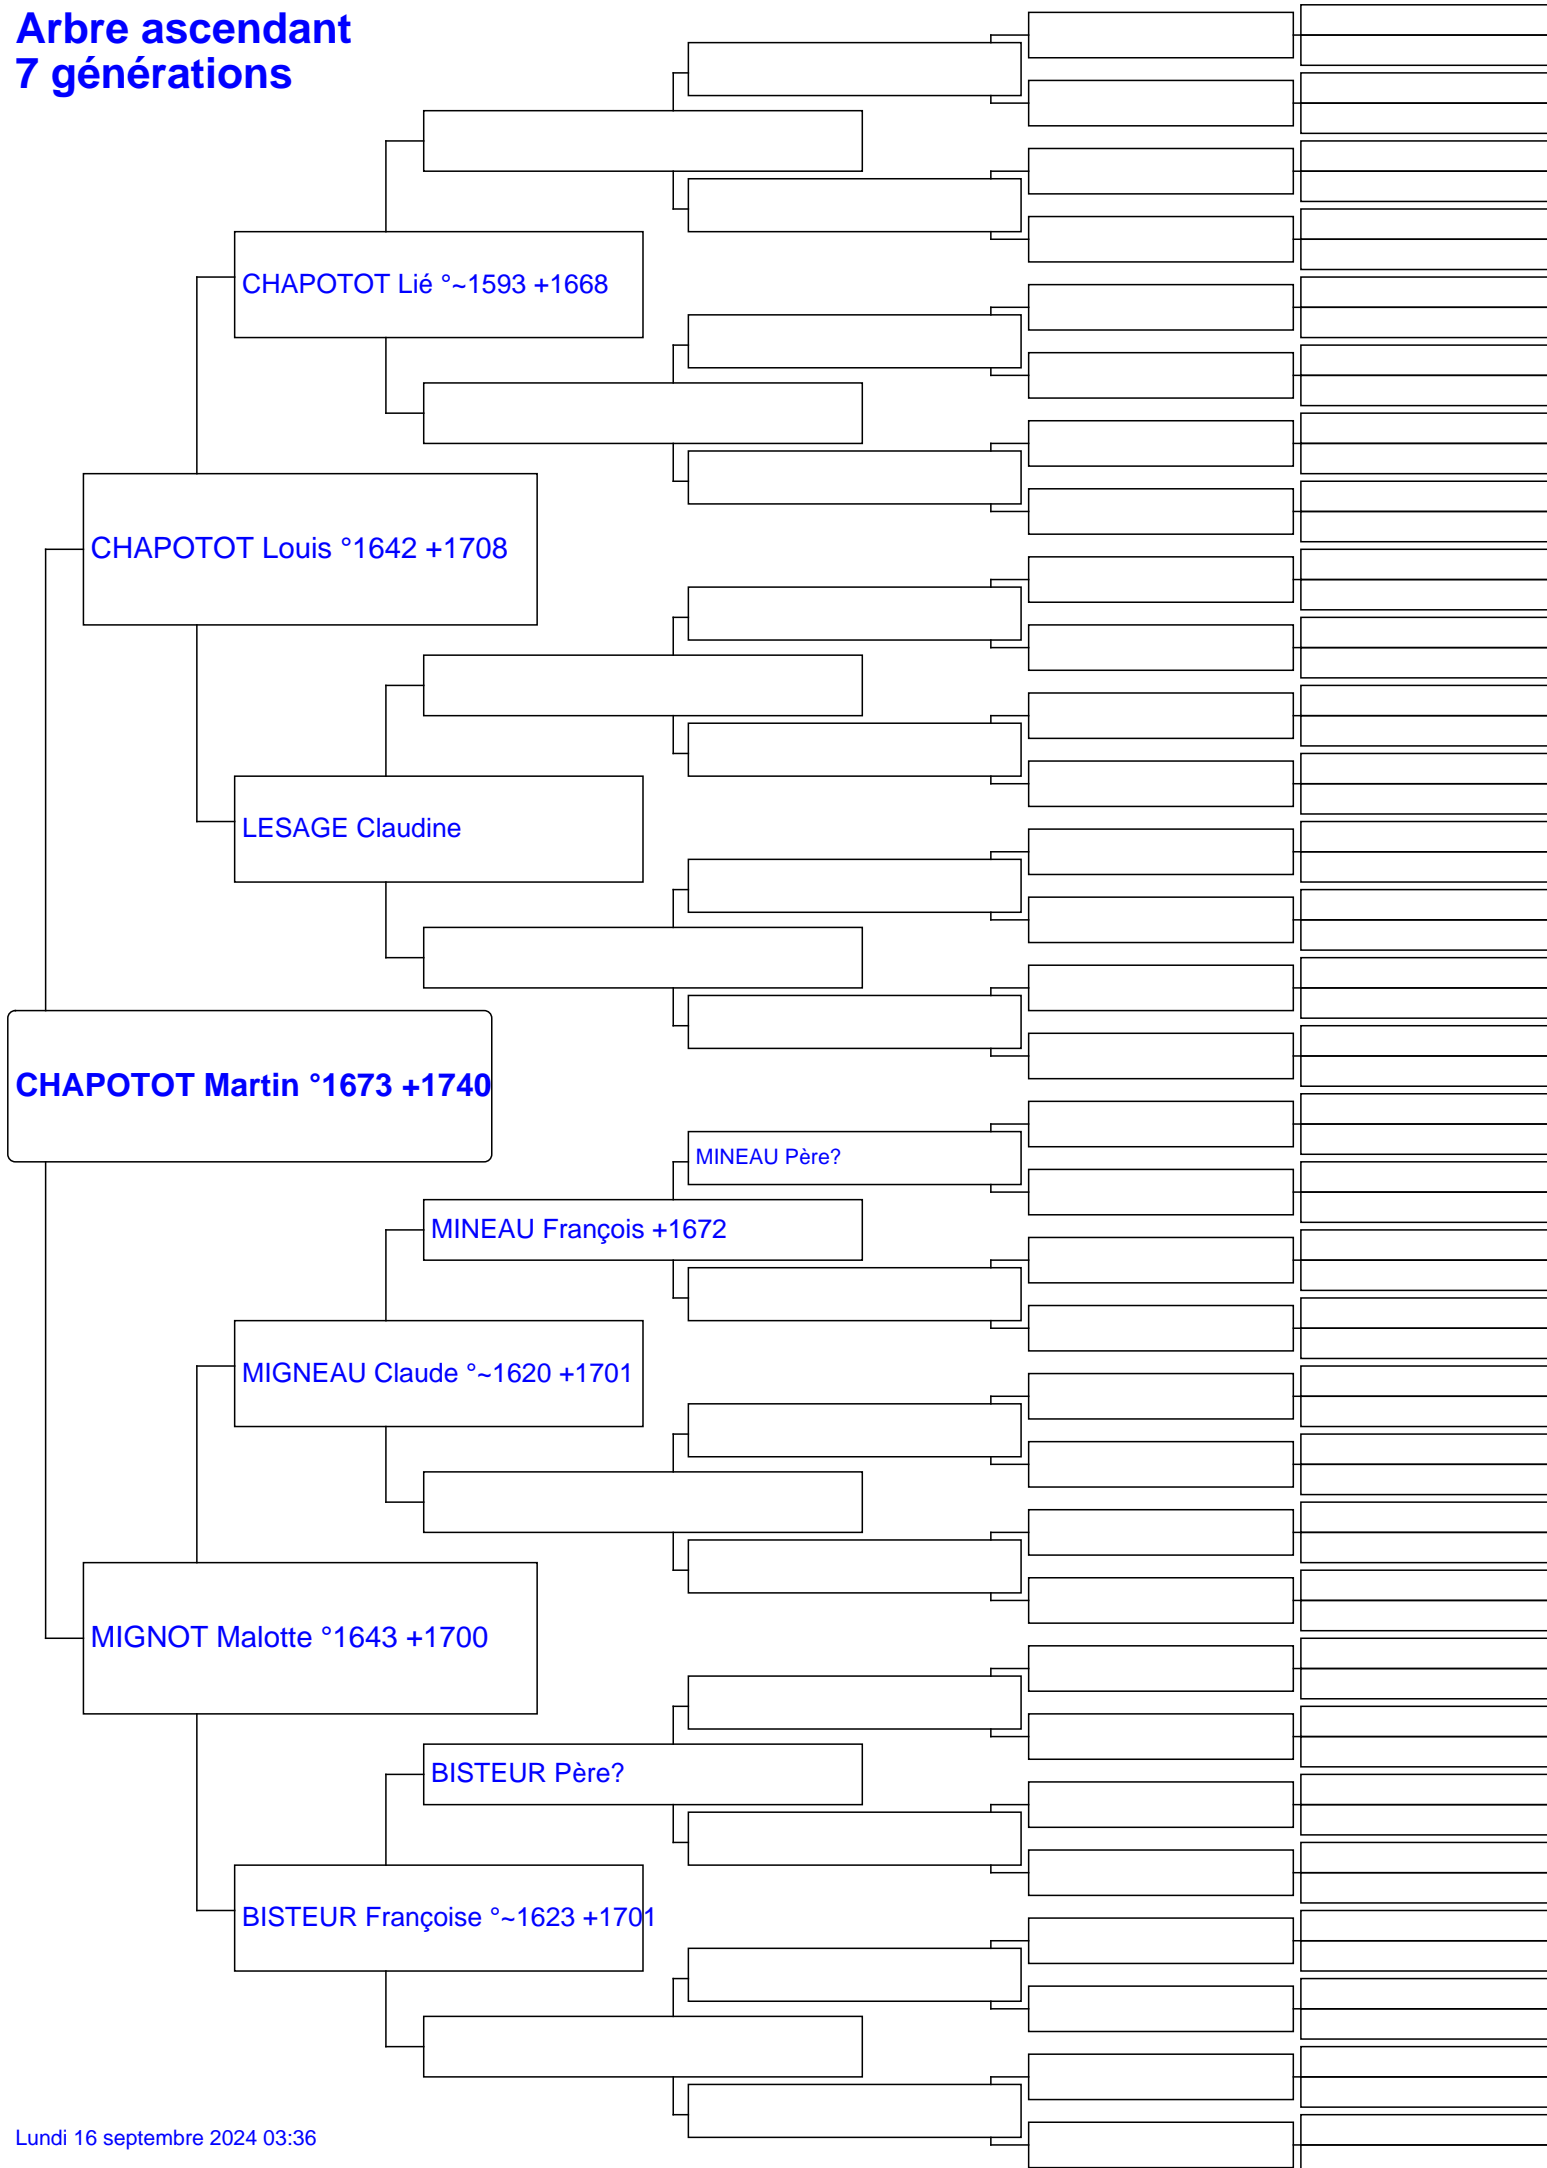 Arbre ascendant
7 générations
CHAPOTOT Lié °~1593 +1668
CHAPOTOT Louis °1642 +1708
LESAGE Claudine
CHAPOTOT Martin °1673 +1740
MINEAU Père?
MINEAU François +1672
MIGNEAU Claude °~1620 +1701
MIGNOT Malotte °1643 +1700
BISTEUR Père?
BISTEUR Françoise °~1623 +1701
Lundi 16 septembre 2024 03:36